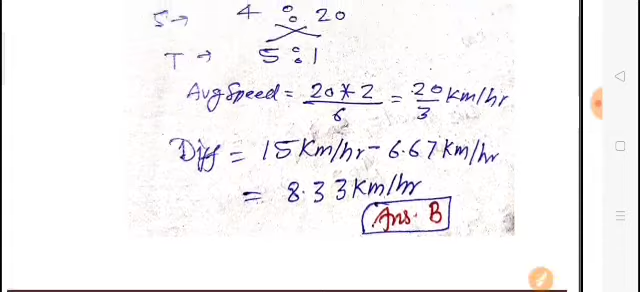 S → 4 : 20
T → 5 : 1
Avg Speed = 20*2/6 = 20/3 km/hr
Diff = 15 km/hr - 6.67 km/hr
= 8.33 km/hr
Ans. B